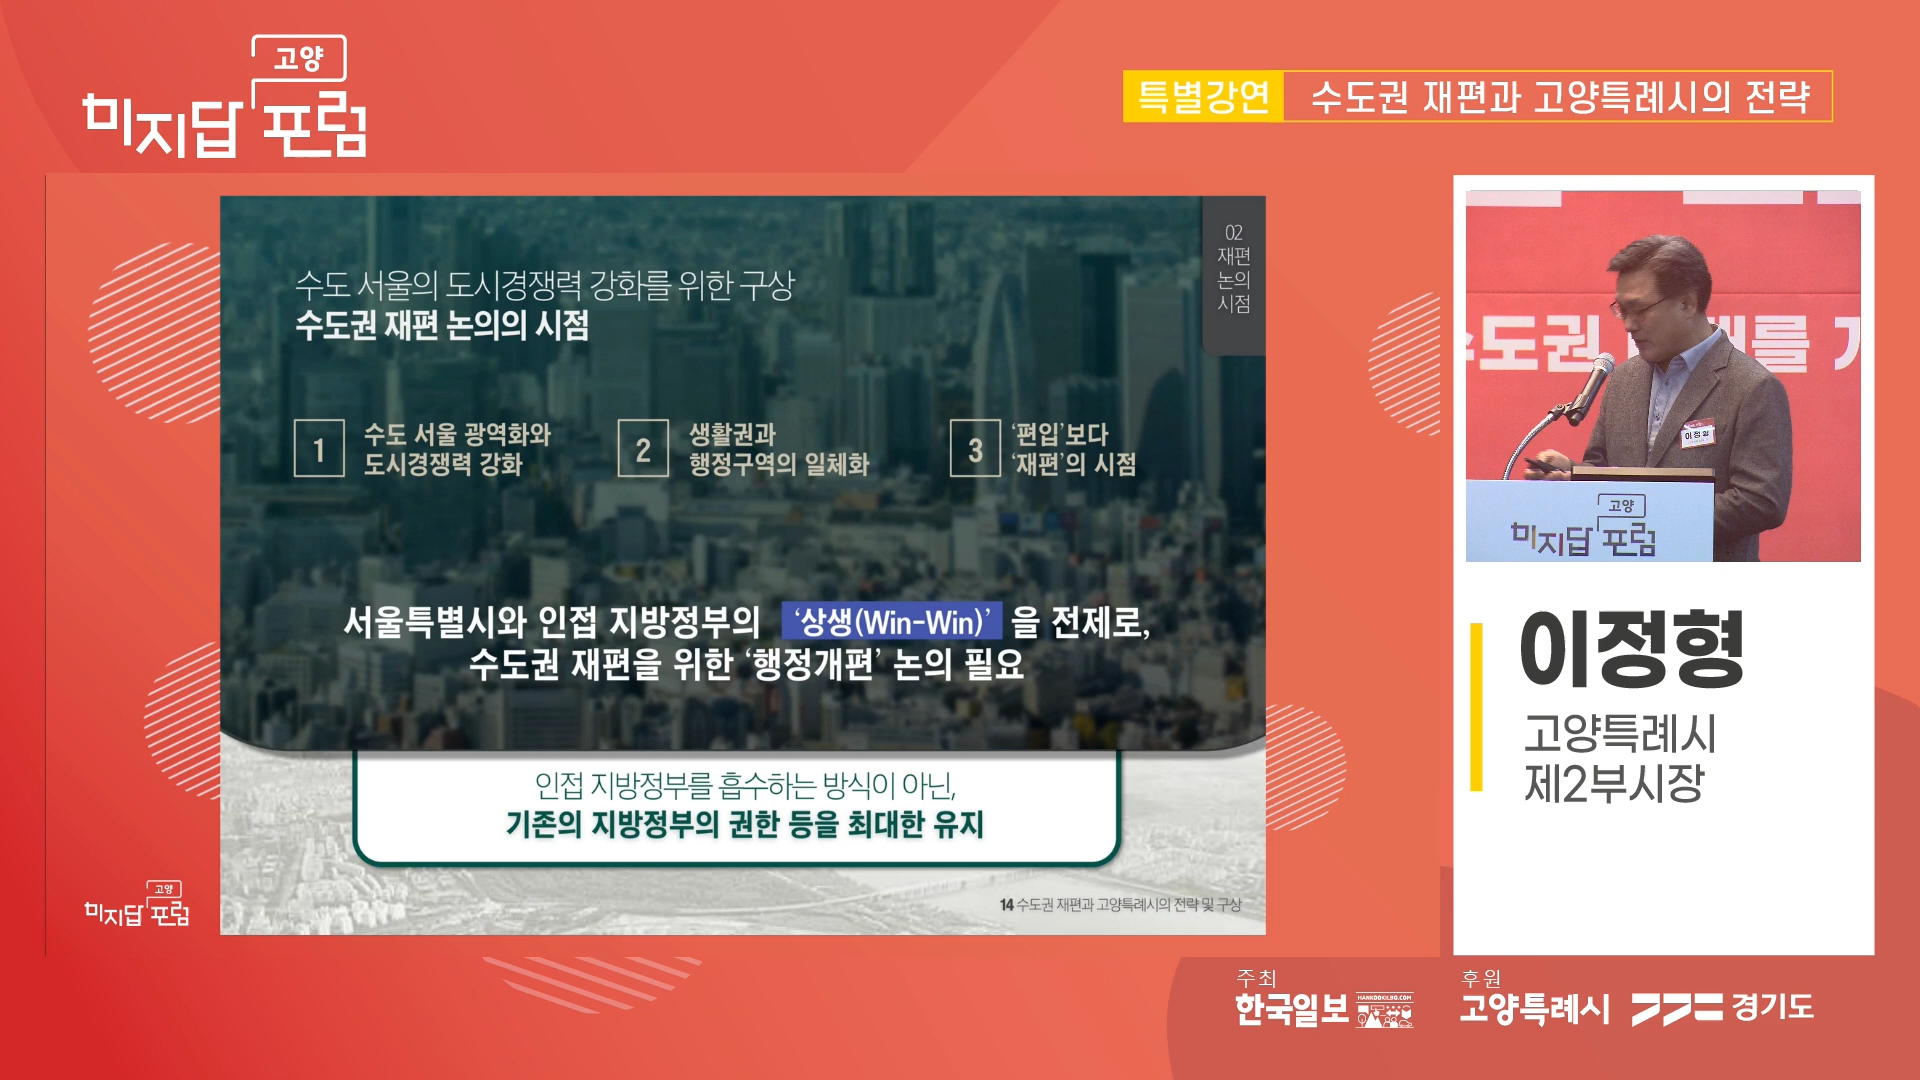 고양
미지답 포럼
특별강연 수도권 재편과 고양특례시의 전략
02
재편
논의
시점
수도 서울의 도시경쟁력 강화를 위한 구상
수도권 재편 논의의 시점
1 수도 서울 광역화와
도시경쟁력 강화
2 생활권과
행정구역의 일체화
3 ‘편입’보다
‘재편’의 시점
서울특별시와 인접 지방정부의 ‘상생(Win-Win)’ 을 전제로,
수도권 재편을 위한 ‘행정개편’ 논의 필요
인접 지방정부를 흡수하는 방식이 아닌,
기존의 지방정부의 권한 등을 최대한 유지
14 수도권 재편과 고양특례시의 전략 및 구상
고양
미지답 포럼
수도권
를
이정형
고양
미지답 포럼
이정형
고양특례시
제2부시장
주최
한국일보
HANKOOKILBO.COM
후원
고양특례시
경기도